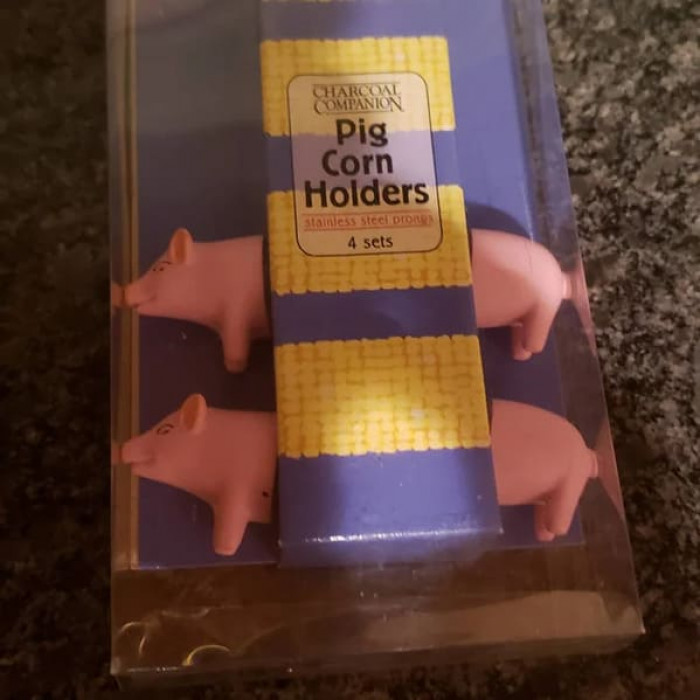 CHARCOAL
COMPANION
Pig
Corn
Holders
stainless steel prongs
4 sets